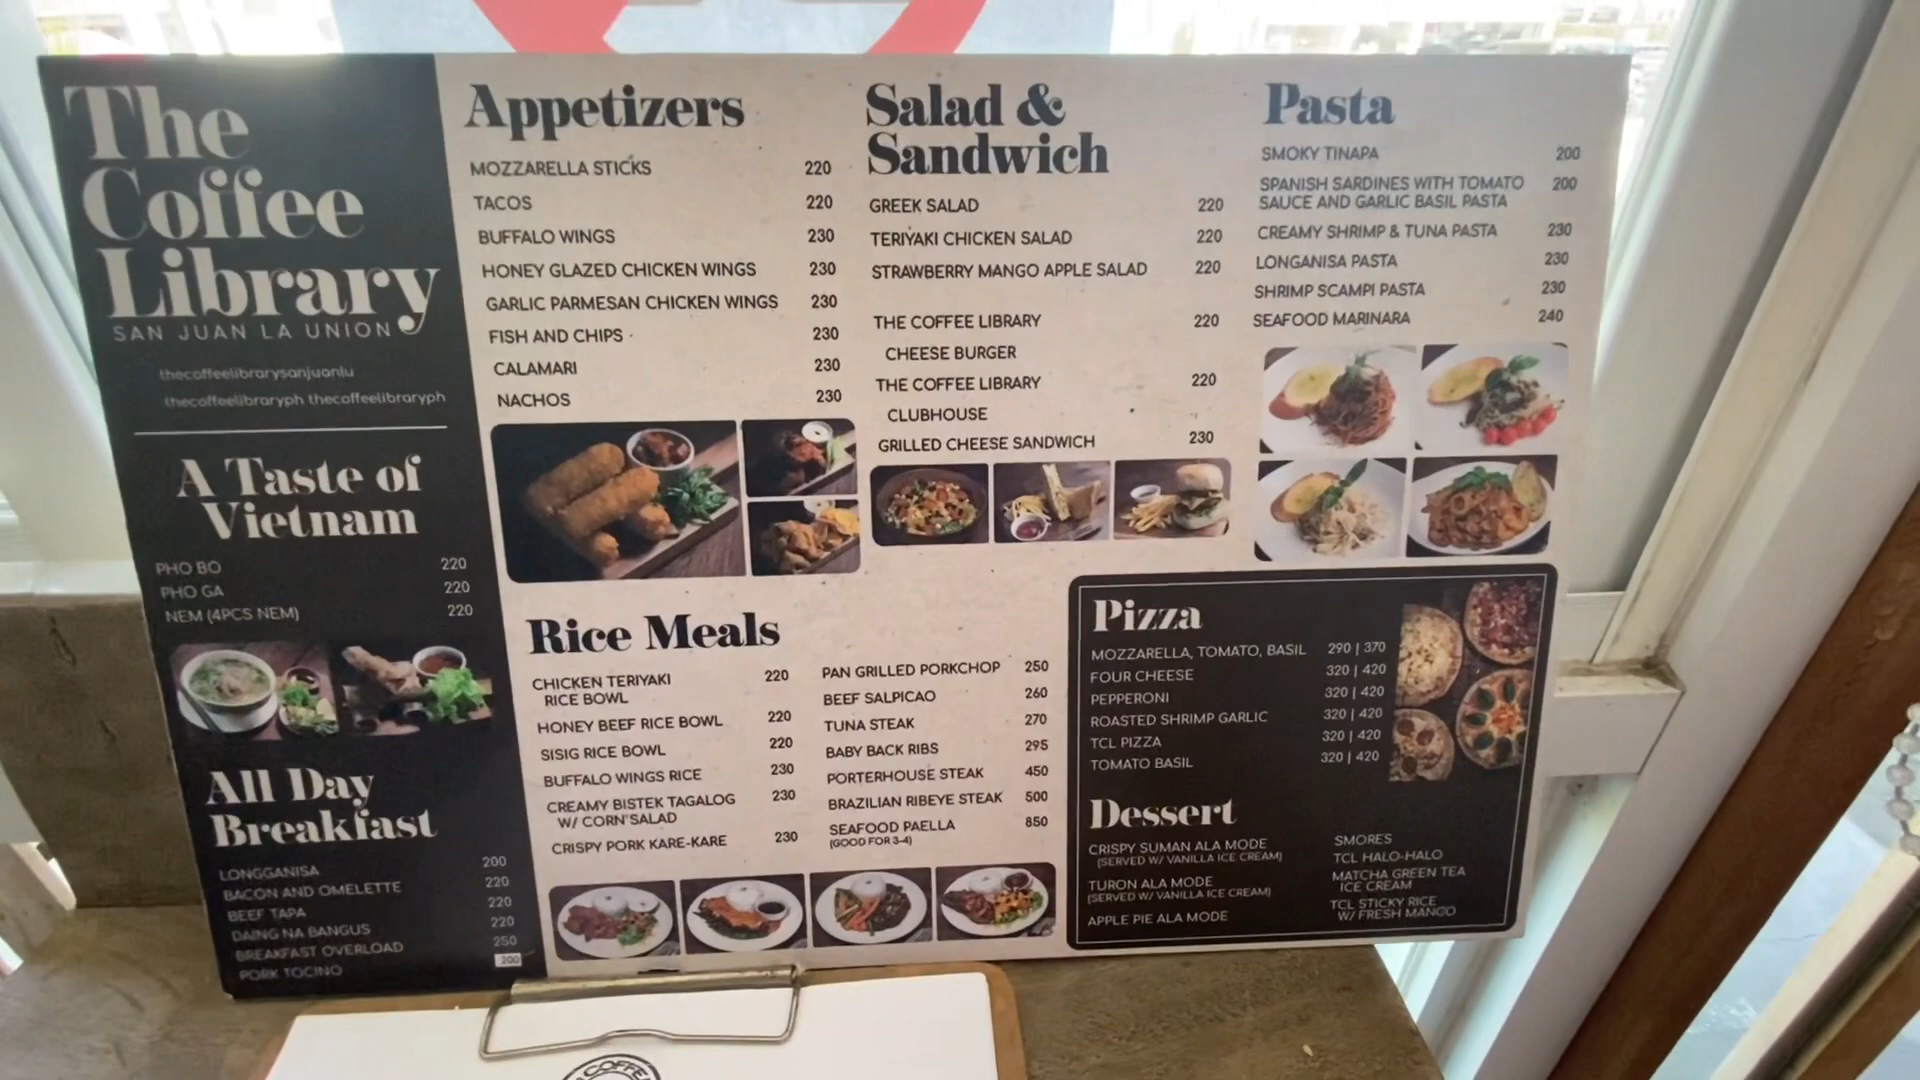 The
Coffee
Library
SAN JUAN LA UNION
thecoffeelibrarysanjuanlu
thecoffeelibraryph thecoffeelibraryph
A Taste of
Vietnam
PHO BO 220
PHO GA 220
NEM (4PCS NEM) 220
All Day
Breakfast
LONGGANISA 200
BACON AND OMELETTE 220
BEEF TAPA 220
DAING NA BANGUS 220
BREAKFAST OVERLOAD 250
PORK TOCINO 200
Appetizers
MOZZARELLA STICKS 220
TACOS 220
BUFFALO WINGS 230
HONEY GLAZED CHICKEN WINGS 230
GARLIC PARMESAN CHICKEN WINGS 230
FISH AND CHIPS 230
CALAMARI 230
NACHOS 230
Salad &
Sandwich
GREEK SALAD 220
TERIYAKI CHICKEN SALAD 220
STRAWBERRY MANGO APPLE SALAD 220
THE COFFEE LIBRARY 220
CHEESE BURGER
THE COFFEE LIBRARY 220
CLUBHOUSE
GRILLED CHEESE SANDWICH 230
Pasta
SMOKY TINAPA 200
SPANISH SARDINES WITH TOMATO 200
SAUCE AND GARLIC BASIL PASTA
CREAMY SHRIMP & TUNA PASTA 230
LONGANISA PASTA 230
SHRIMP SCAMPI PASTA 230
SEAFOOD MARINARA 240
Rice Meals
CHICKEN TERIYAKI 220
RICE BOWL
HONEY BEEF RICE BOWL 220
SISIG RICE BOWL 220
BUFFALO WINGS RICE 230
CREAMY BISTEK TAGALOG 230
W/ CORN SALAD
CRISPY PORK KARE-KARE 230
PAN GRILLED PORKCHOP 250
BEEF SALPICAO 260
TUNA STEAK 270
BABY BACK RIBS 295
PORTERHOUSE STEAK 450
BRAZILIAN RIBEYE STEAK 500
SEAFOOD PAELLA 850
(GOOD FOR 3-4)
Pizza
MOZZARELLA, TOMATO, BASIL 290 | 370
FOUR CHEESE 320 | 420
PEPPERONI 320 | 420
ROASTED SHRIMP GARLIC 320 | 420
TCL PIZZA 320 | 420
TOMATO BASIL 320 | 420
Dessert
CRISPY SUMAN ALA MODE
(SERVED W/ VANILLA ICE CREAM)
TURON ALA MODE
(SERVED W/ VANILLA ICE CREAM)
APPLE PIE ALA MODE
SMORES
TCL HALO-HALO
MATCHA GREEN TEA
ICE CREAM
TCL STICKY RICE
W/ FRESH MANGO